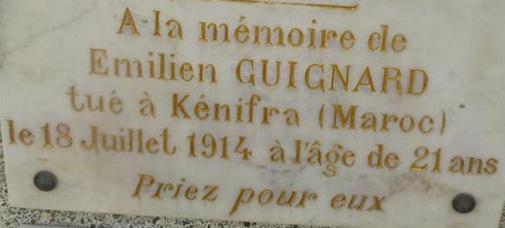 A la mémoire de
Emilien GUIGNARD
tué à Kénifra (Maroc)
le 18 Juillet 1914 à l'âge de 21 ans
Priez pour eux